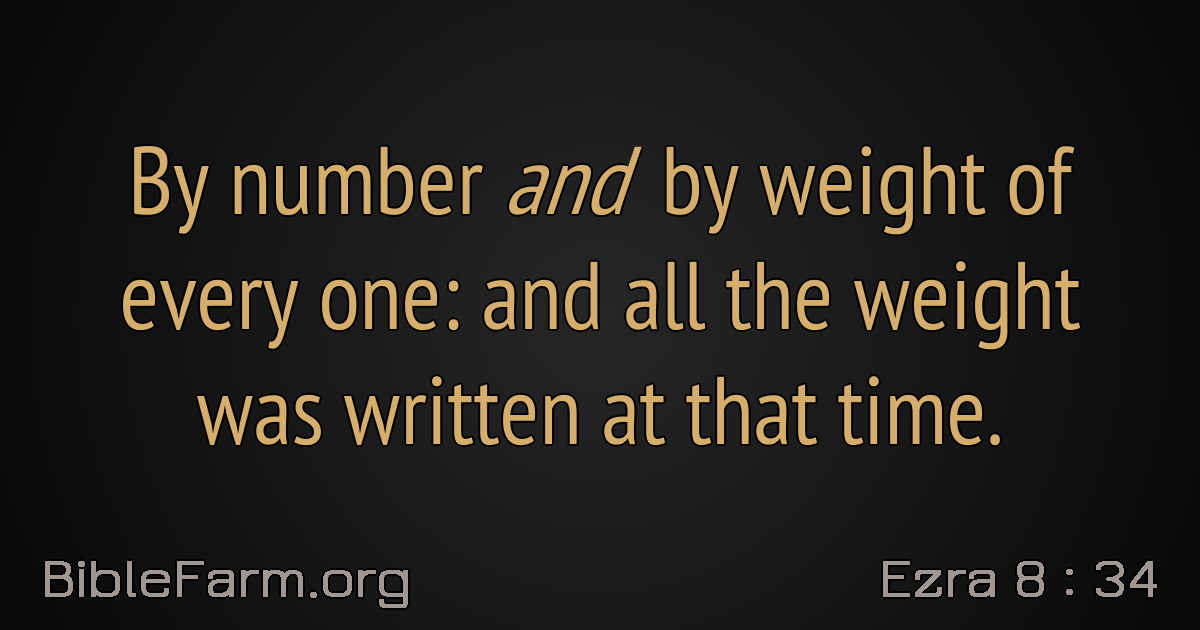 By number and by weight of
every one: and all the weight
was written at that time.
BibleFarm.org
Ezra 8 : 34